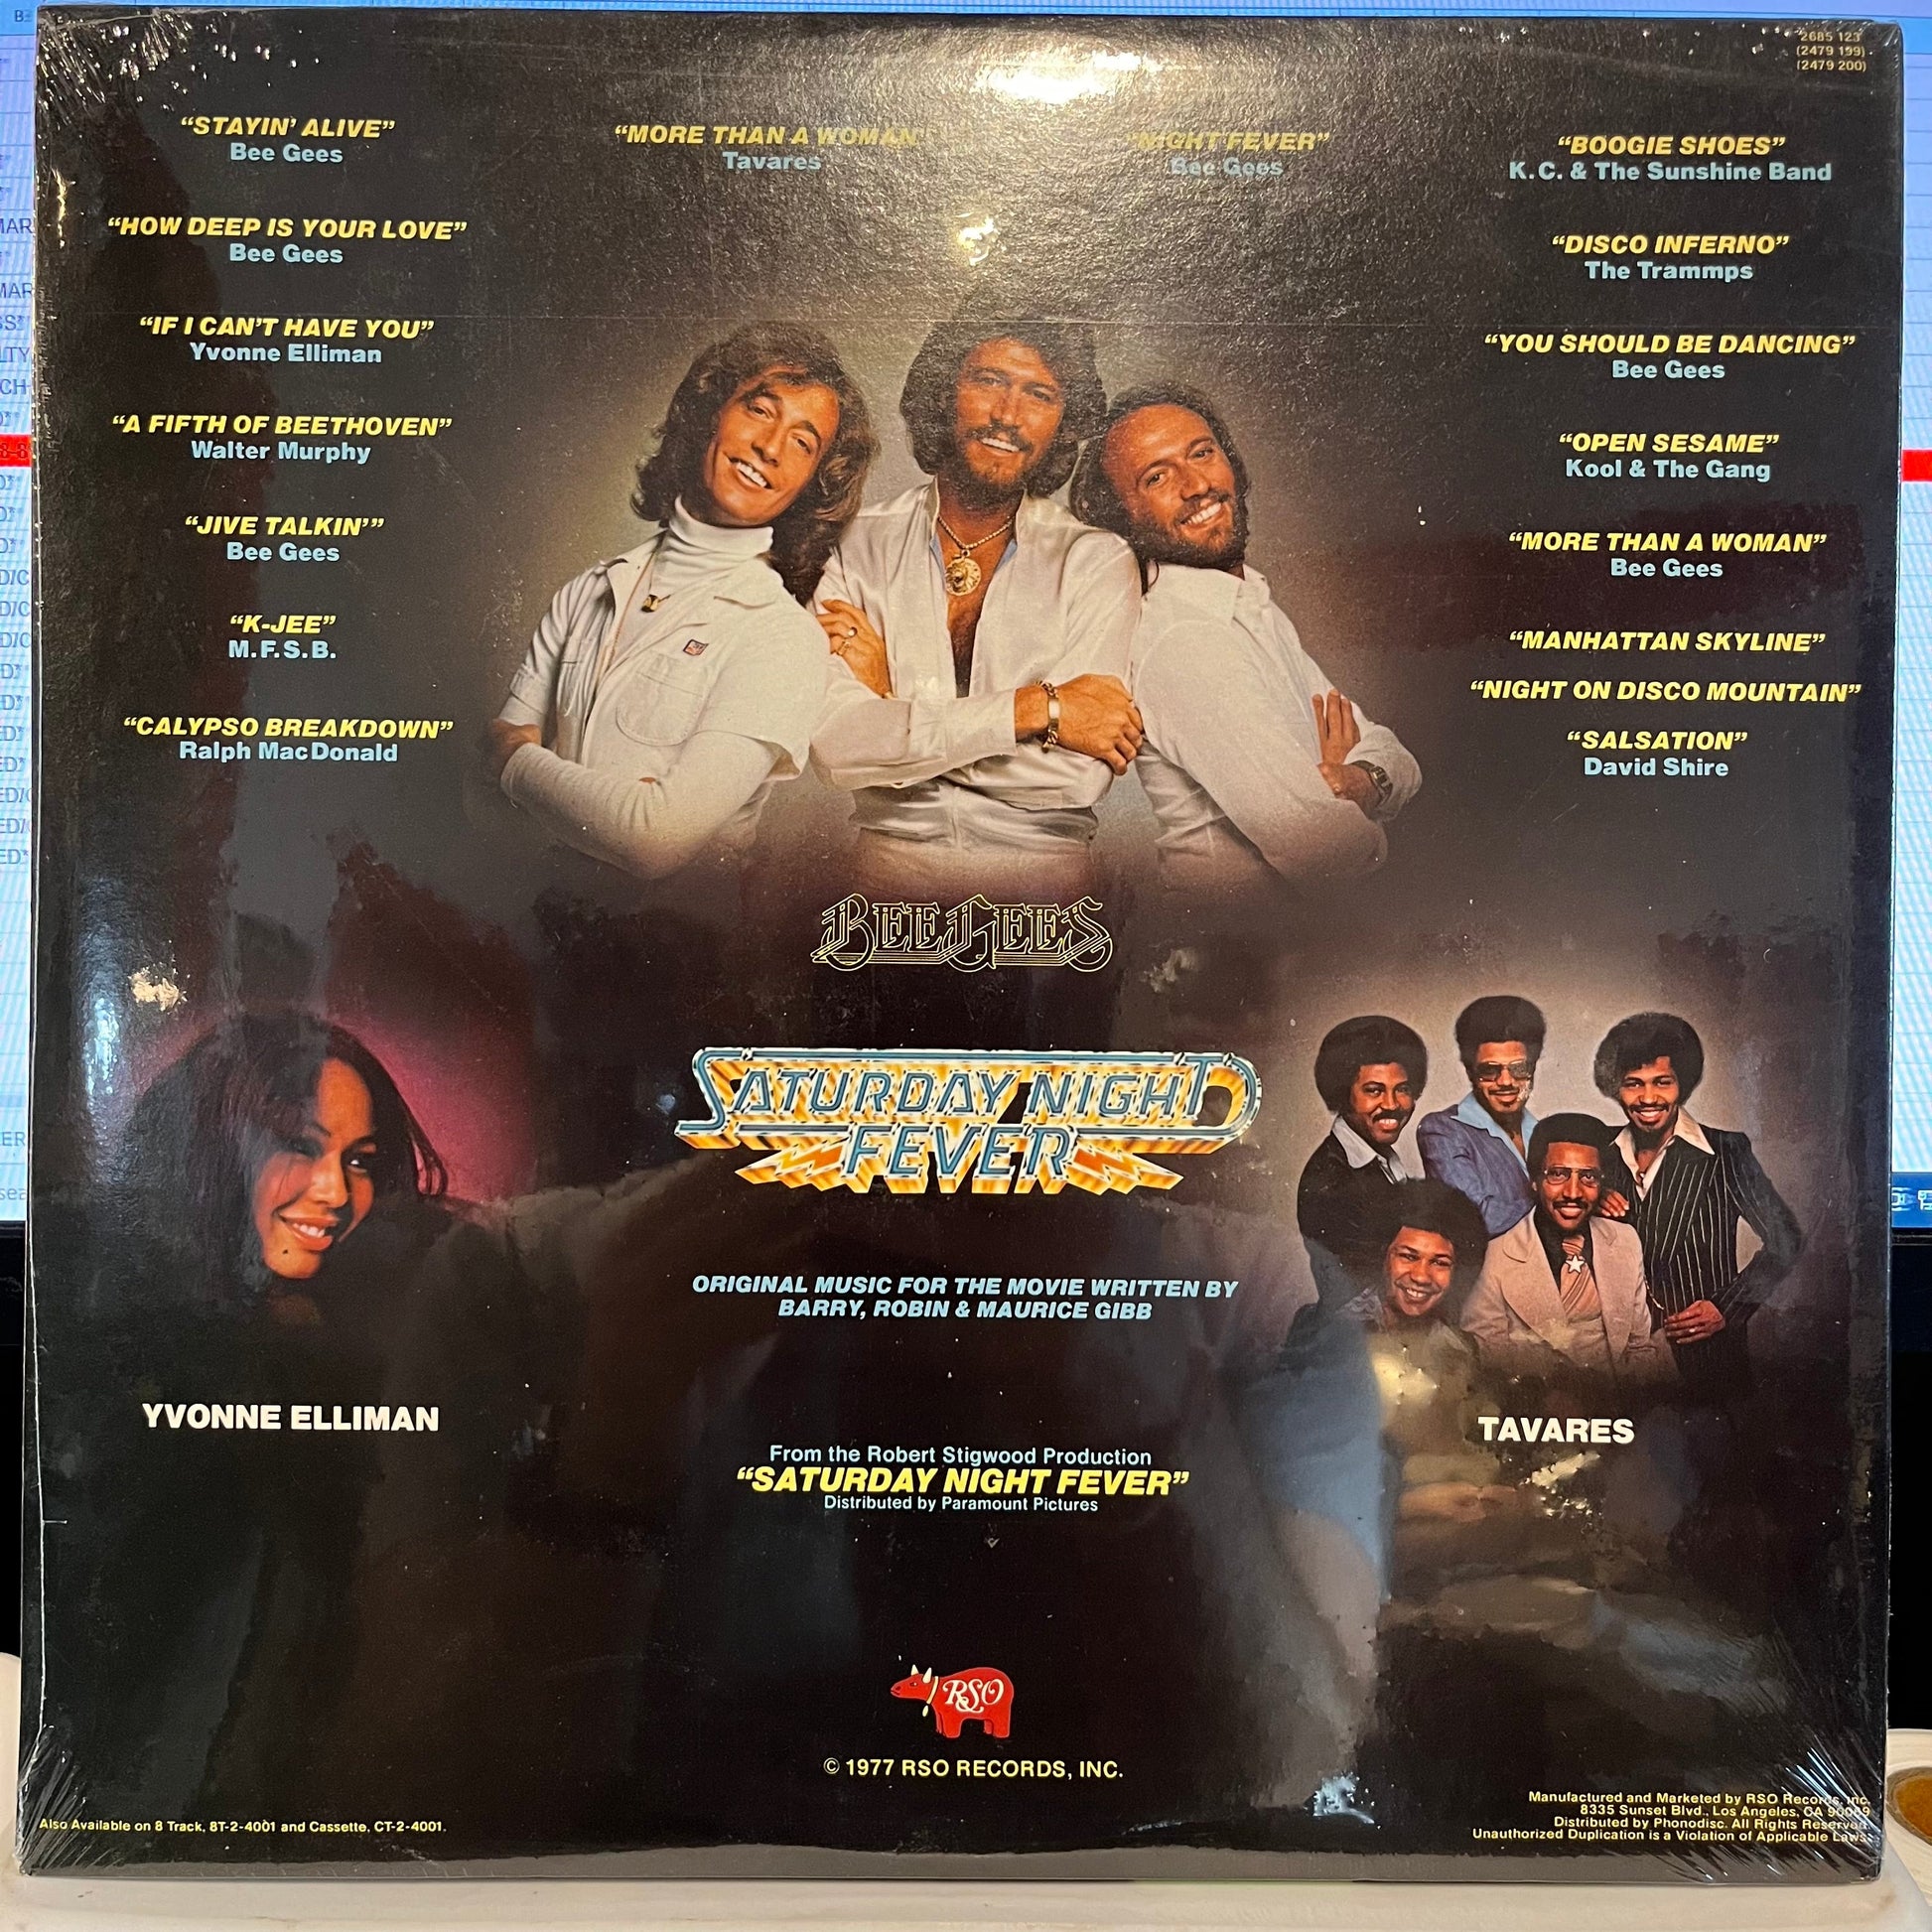 2685 123
(2479 199)
(2479 200)
“STAYIN’ ALIVE”
Bee Gees
“HOW DEEP IS YOUR LOVE”
Bee Gees
“IF I CAN’T HAVE YOU”
Yvonne Elliman
“A FIFTH OF BEETHOVEN”
Walter Murphy
“JIVE TALKIN’”
Bee Gees
“K-JEE”
M.F.S.B.
“CALYPSO BREAKDOWN”
Ralph MacDonald
“MORE THAN A WOMAN”
Tavares
“NIGHT FEVER”
Bee Gees
“BOOGIE SHOES”
K.C. & The Sunshine Band
“DISCO INFERNO”
The Trammps
“YOU SHOULD BE DANCING”
Bee Gees
“OPEN SESAME”
Kool & The Gang
“MORE THAN A WOMAN”
Bee Gees
“MANHATTAN SKYLINE”
“NIGHT ON DISCO MOUNTAIN”
“SALSATION”
David Shire
BEE GEES
SATURDAY NIGHT
FEVER
ORIGINAL MUSIC FOR THE MOVIE WRITTEN BY
BARRY, ROBIN & MAURICE GIBB
YVONNE ELLIMAN
TAVARES
From the Robert Stigwood Production
“SATURDAY NIGHT FEVER”
Distributed by Paramount Pictures
RSO
© 1977 RSO RECORDS, INC.
Also Available on 8 Track, 8T-2-4001 and Cassette, CT-2-4001.
Manufactured and Marketed by RSO Records, Inc.
8335 Sunset Blvd., Los Angeles, CA 90069
Distributed by Phonodisc. All Rights Reserved.
Unauthorized Duplication is a Violation of Applicable Laws.